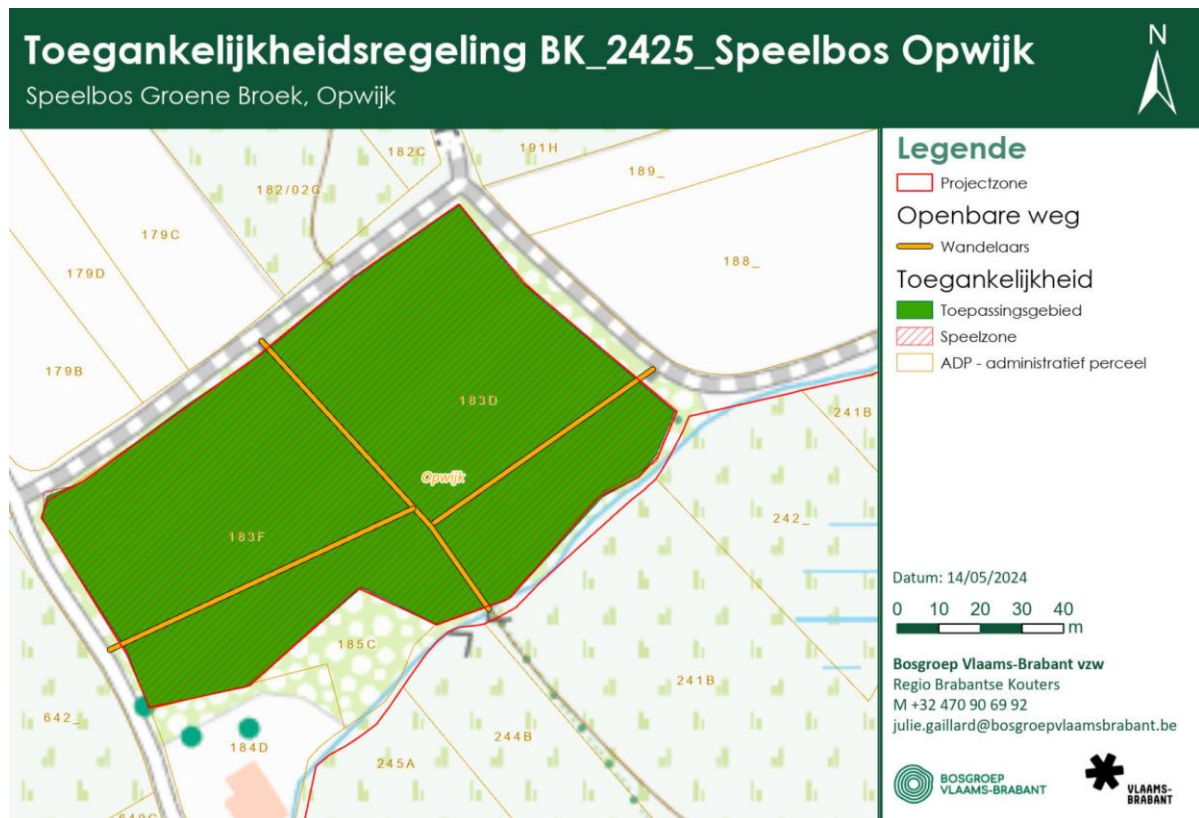 Toegankelijkheidsregeling BK_2425_Speelbos Opwijk
Speelbos Groene Broek, Opwijk
N
182C
191H
189_
182/02C
179C
188_
179D
179B
183D
241B
Opwijk
242_
183F
185C
241B
642_
184D
244B
245A
Legende
Projectzone
Openbare weg
Wandelaars
Toegankelijkheid
Toepassingsgebied
Speelzone
ADP - administratief perceel
Datum: 14/05/2024
0 10 20 30 40
m
Bosgroep Vlaams-Brabant vzw
Regio Brabantse Kouters
M +32 470 90 69 92
julie.gaillard@bosgroepvlaamsbrabant.be
BOSGROEP
VLAAMS-BRABANT
VLAAMS-
BRABANT